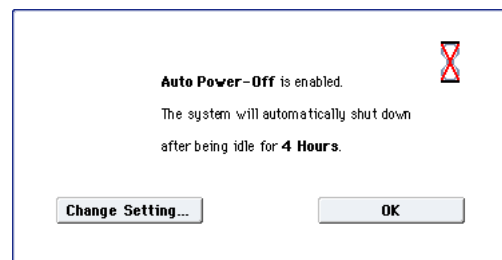 Auto Power-Off is enabled.
The system will automatically shut down
after being idle for 4 Hours.
Change Setting... OK